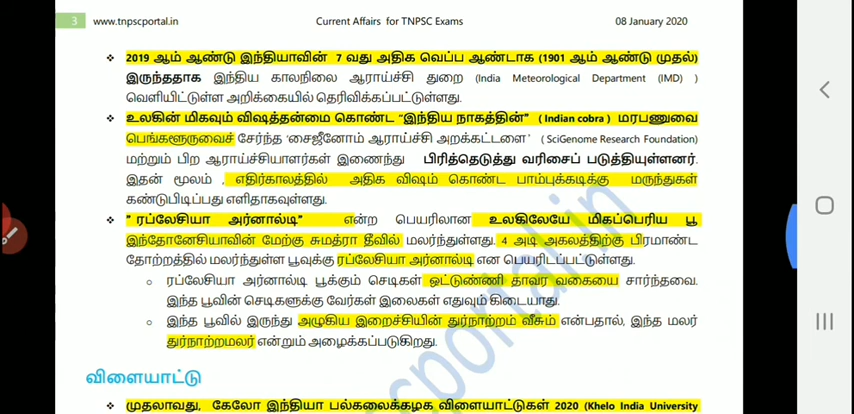 3 www.tnpscportal.in Current Affairs for TNPSC Exams 08 January 2020
❖ 2019 ஆம் ஆண்டு இந்தியாவின் 7 வது அதிக வெப்ப ஆண்டாக (1901 ஆம் ஆண்டு முதல்)
இருந்ததாக இந்திய காலநிலை ஆராய்ச்சி துறை (India Meteorological Department (IMD) )
வெளியிட்டுள்ள அறிக்கையில் தெரிவிக்கப்பட்டுள்ளது.
❖ உலகின் மிகவும் விஷத்தன்மை கொண்ட “இந்திய நாகத்தின்” ( Indian cobra ) மரபணுவை
பெங்களூருவைச் சேர்ந்த ‘சைஜீனோம் ஆராய்ச்சி அறக்கட்டளை’ ( SciGenome Research Foundation)
மற்றும் பிற ஆராய்ச்சியாளர்கள் இணைந்து பிரித்தெடுத்து வரிசைப் படுத்தியுள்ளனர்.
இதன் மூலம் , எதிர்காலத்தில் அதிக விஷம் கொண்ட பாம்புக்கடிக்கு மருந்துகள்
கண்டுபிடிப்பது எளிதாகவுள்ளது.
❖ ” ரப்லேசியா அர்னால்டி” என்ற பெயரிலான உலகிலேயே மிகப்பெரிய பூ
இந்தோனேசியாவின் மேற்கு சுமத்ரா தீவில் மலர்ந்துள்ளது. 4 அடி அகலத்திற்கு பிரமாண்ட
தோற்றத்தில் மலர்ந்துள்ள பூவுக்கு ரப்லேசியா அர்னால்டி என பெயரிடப்பட்டுள்ளது.
○ ரப்லேசியா அர்னால்டி பூக்கும் செடிகள் ஒட்டுண்ணி தாவர வகையை சார்ந்தவை.
இந்த பூவின் செடிகளுக்கு வேர்கள் இலைகள் எதுவும் கிடையாது.
○ இந்த பூவில் இருந்து அழுகிய இறைச்சியின் துர்நாற்றம் வீசும் என்பதால், இந்த மலர்
துர்நாற்றமலர் என்றும் அழைக்கப்படுகிறது.
விளையாட்டு
❖ முதலாவது, கேலோ இந்தியா பல்கலைக்கழக விளையாட்டுகள் 2020 (Khelo India University
sportal.in